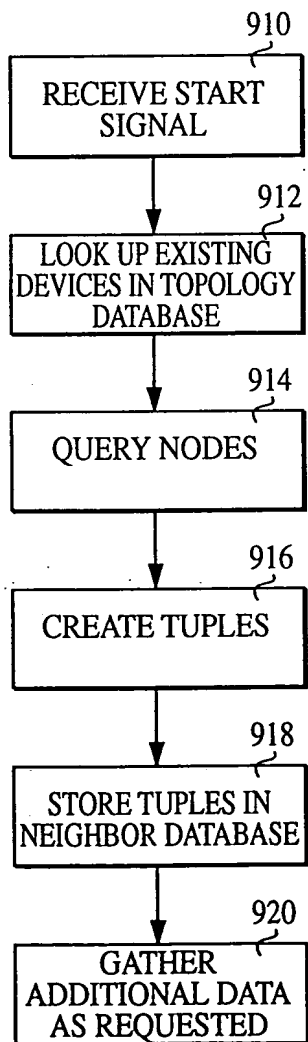 910
RECEIVE START
SIGNAL
912
LOOK UP EXISTING
DEVICES IN TOPOLOGY
DATABASE
914
QUERY NODES
916
CREATE TUPLES
918
STORE TUPLES IN
NEIGHBOR DATABASE
920
GATHER
ADDITIONAL DATA
AS REQUESTED